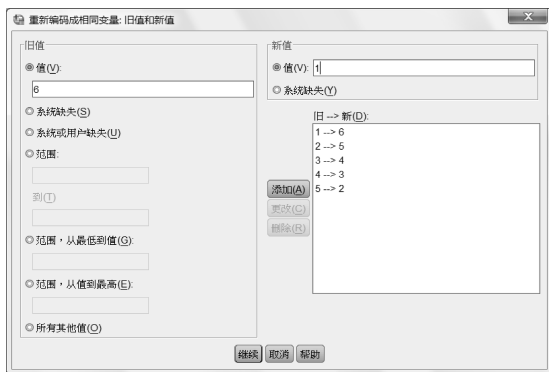 重新编码成相同变量: 旧值和新值
旧值
值(V):
6
系统缺失(S)
系统或用户缺失(U)
范围:
到(T)
范围，从最低到值(G):
范围，从值到最高(E):
所有其他值(O)
新值
值(V): 1
系统缺失(Y)
旧 --> 新(D):
1 --> 6
2 --> 5
3 --> 4
4 --> 3
5 --> 2
添加(A)
更改(C)
删除(R)
继续 取消 帮助